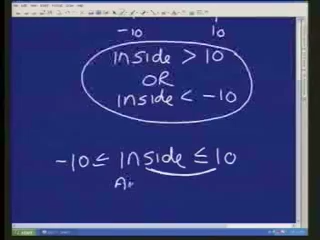 -10 10
inside > 10
OR
inside < -10
-10 ≤ inside ≤ 10